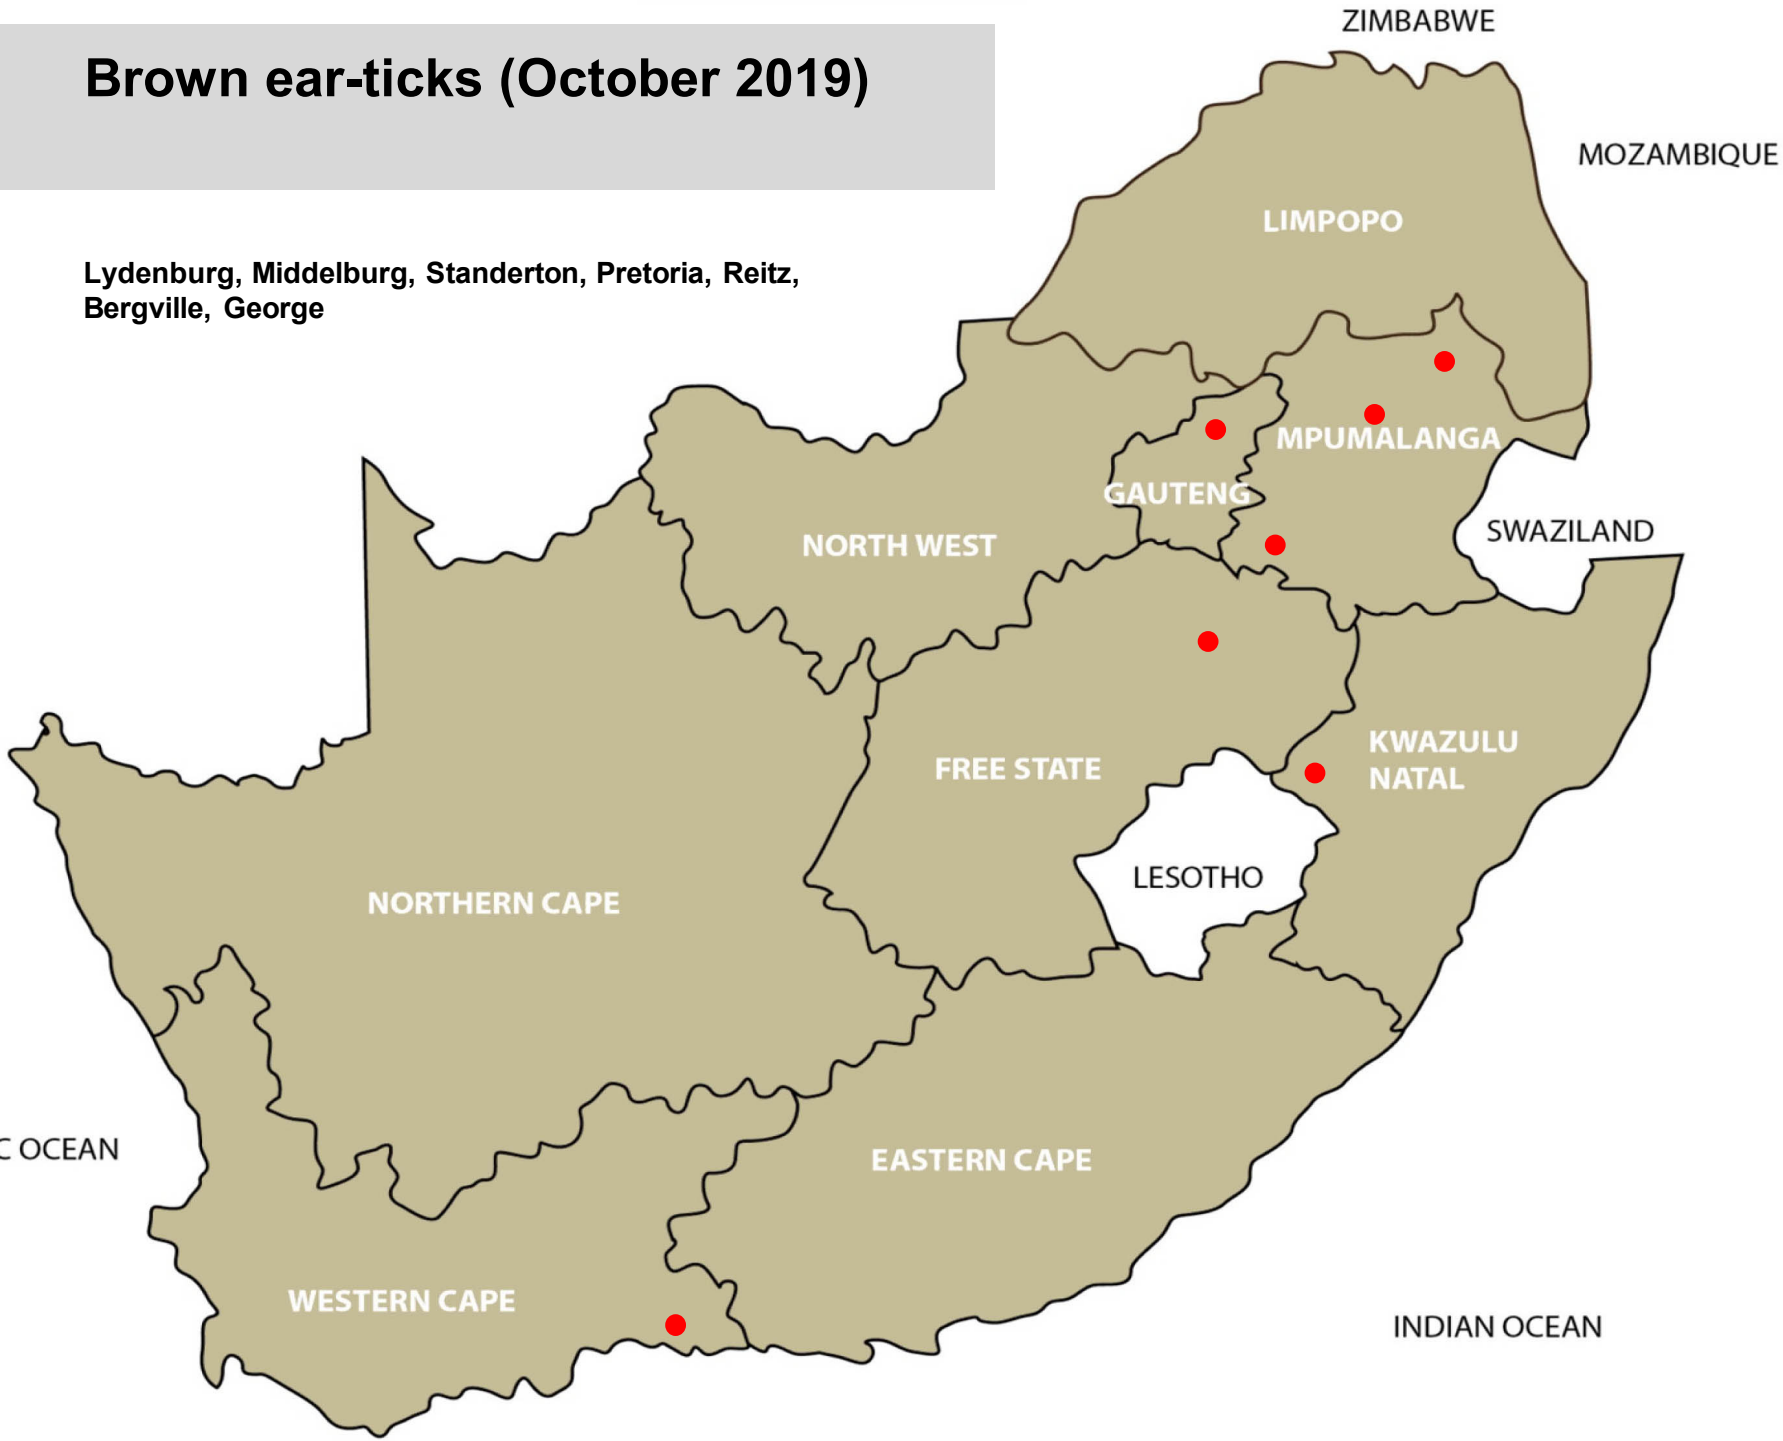 ZIMBABWE
Brown ear-ticks (October 2019)
MOZAMBIQUE
LIMPOPO
Lydenburg, Middelburg, Standerton, Pretoria, Reitz,
Bergville, George
MPUMALANGA
GAUTENG
SWAZILAND
NORTH WEST
KWAZULU
NATAL
FREE STATE
LESOTHO
NORTHERN CAPE
C OCEAN
EASTERN CAPE
WESTERN CAPE
INDIAN OCEAN